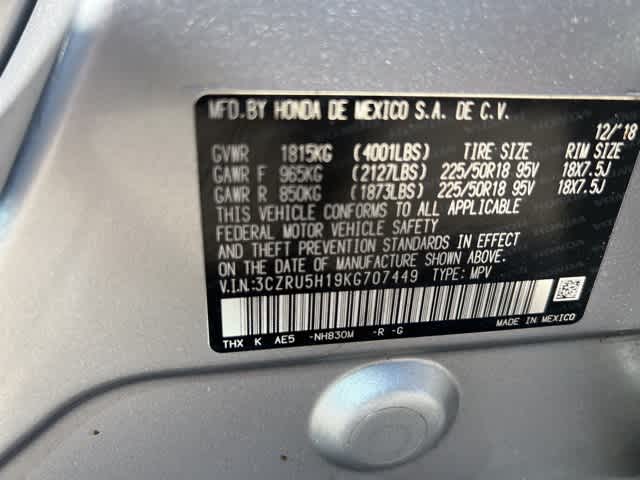 MFD.BY HONDA DE MEXICO S.A. DE C.V.
12/'18
GVWR 1815KG (4001LBS) TIRE SIZE RIM SIZE
GAWR F 965KG (2127LBS) 225/50R18 95V 18X7.5J
GAWR R 850KG (1873LBS) 225/50R18 95V 18X7.5J
THIS VEHICLE CONFORMS TO ALL APPLICABLE
FEDERAL MOTOR VEHICLE SAFETY
AND THEFT PREVENTION STANDARDS IN EFFECT
ON THE DATE OF MANUFACTURE SHOWN ABOVE.
V.I.N:3CZRU5H19KG707449 TYPE: MPV
THX K AE5 -NH830M -R -G
MADE IN MEXICO